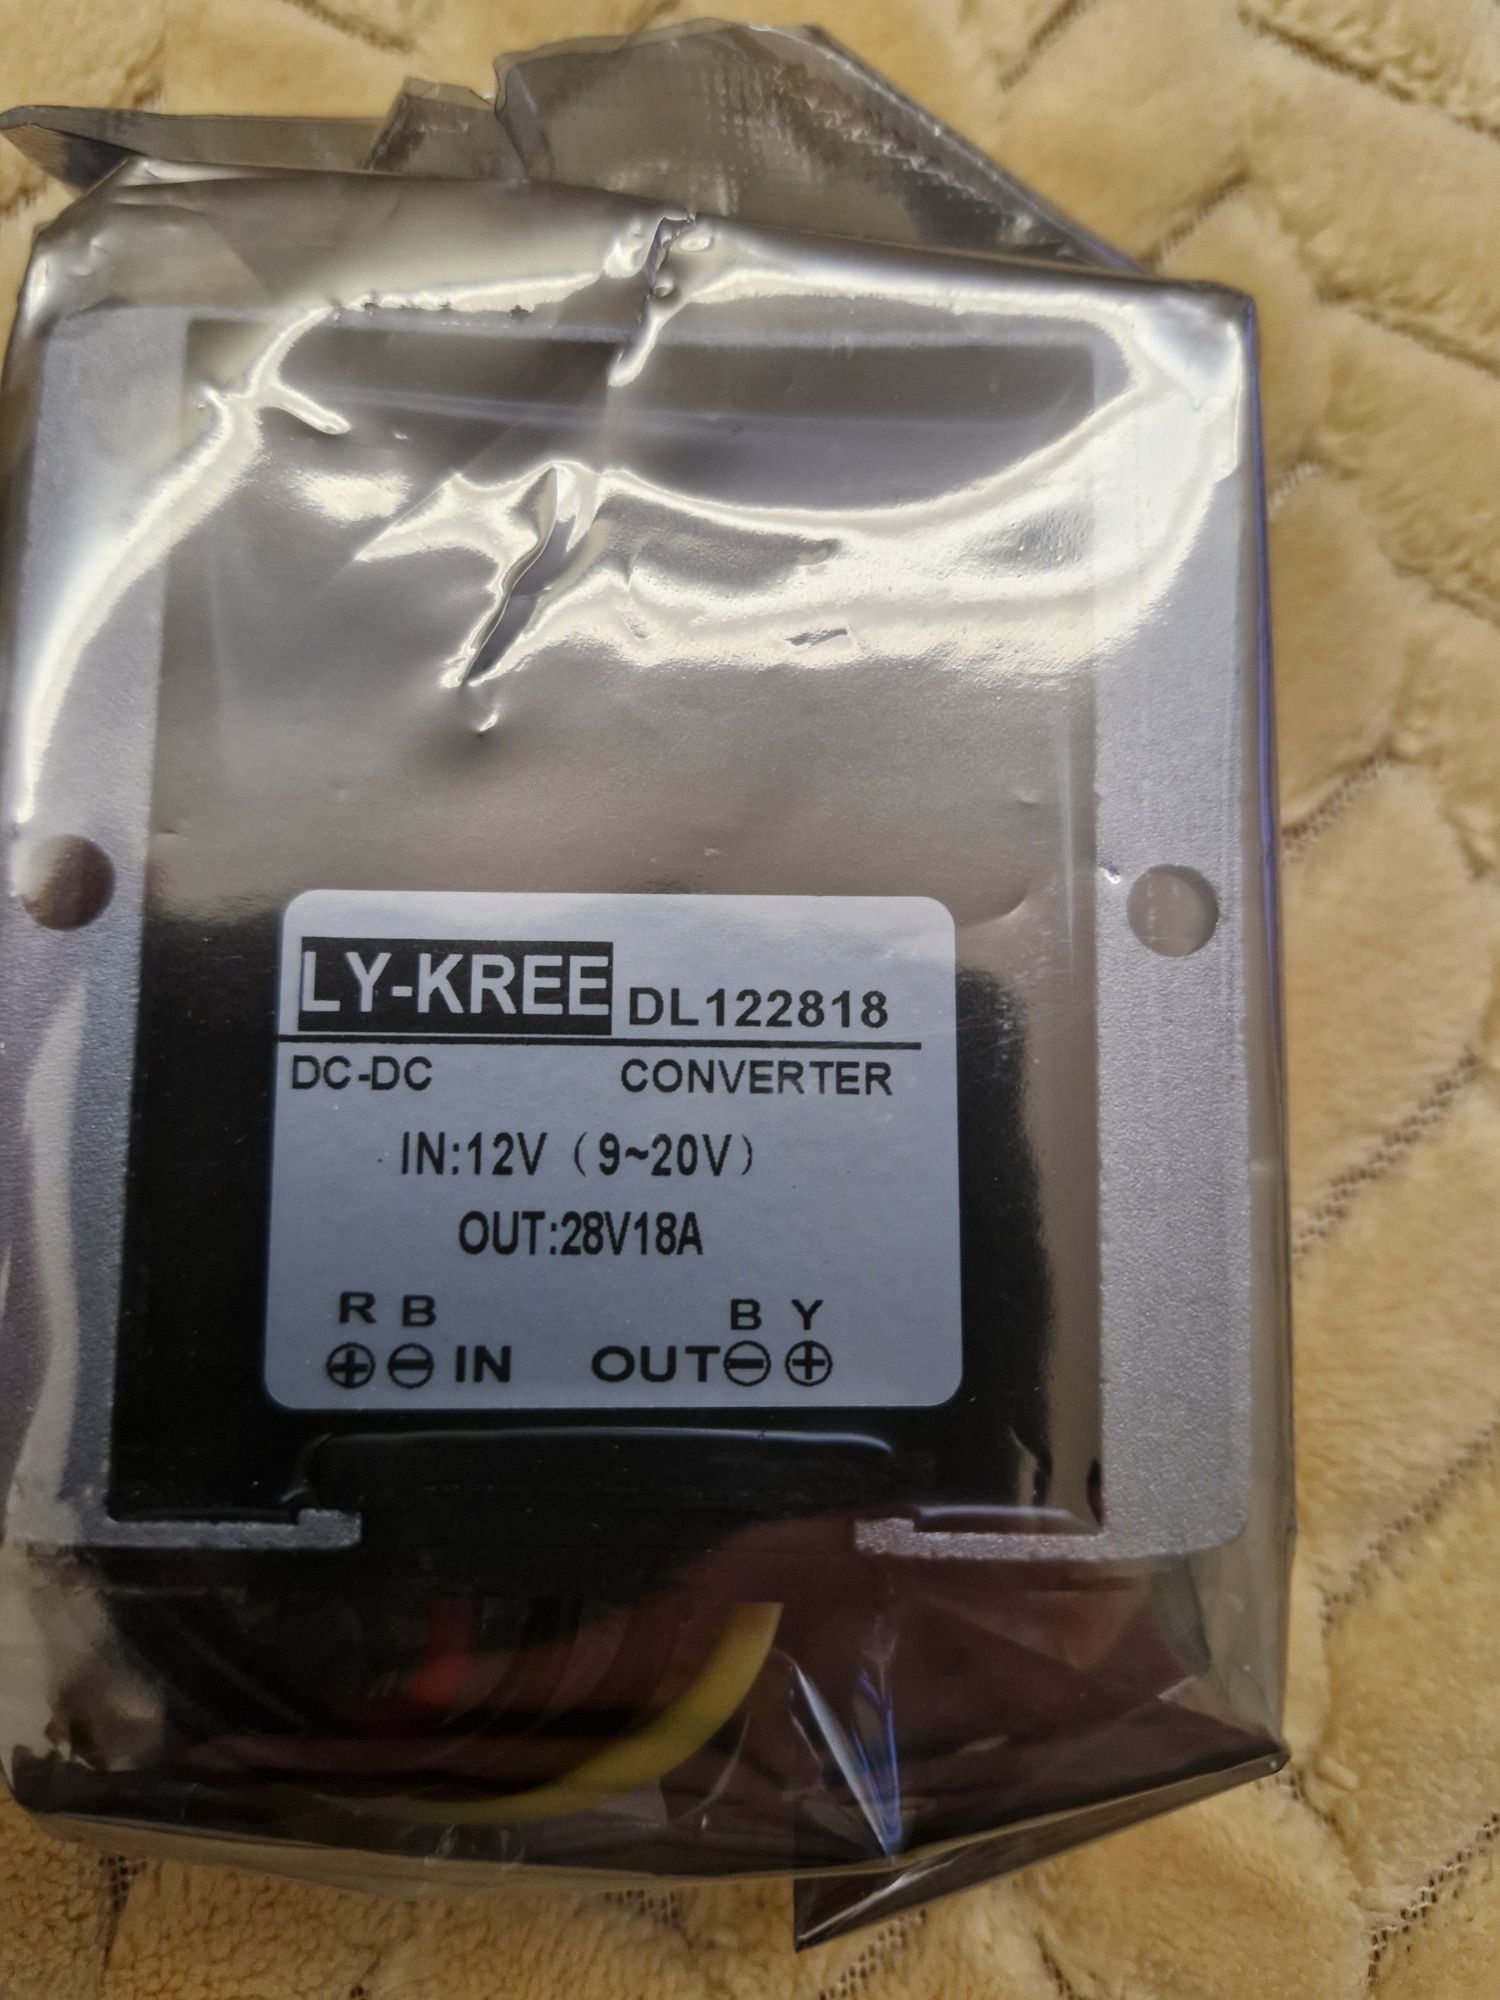 LY-KREE DL122818
DC-DC CONVERTER
IN:12V（9~20V）
OUT:28V18A
R B B Y
⊕ ⊖ IN OUT ⊖ ⊕